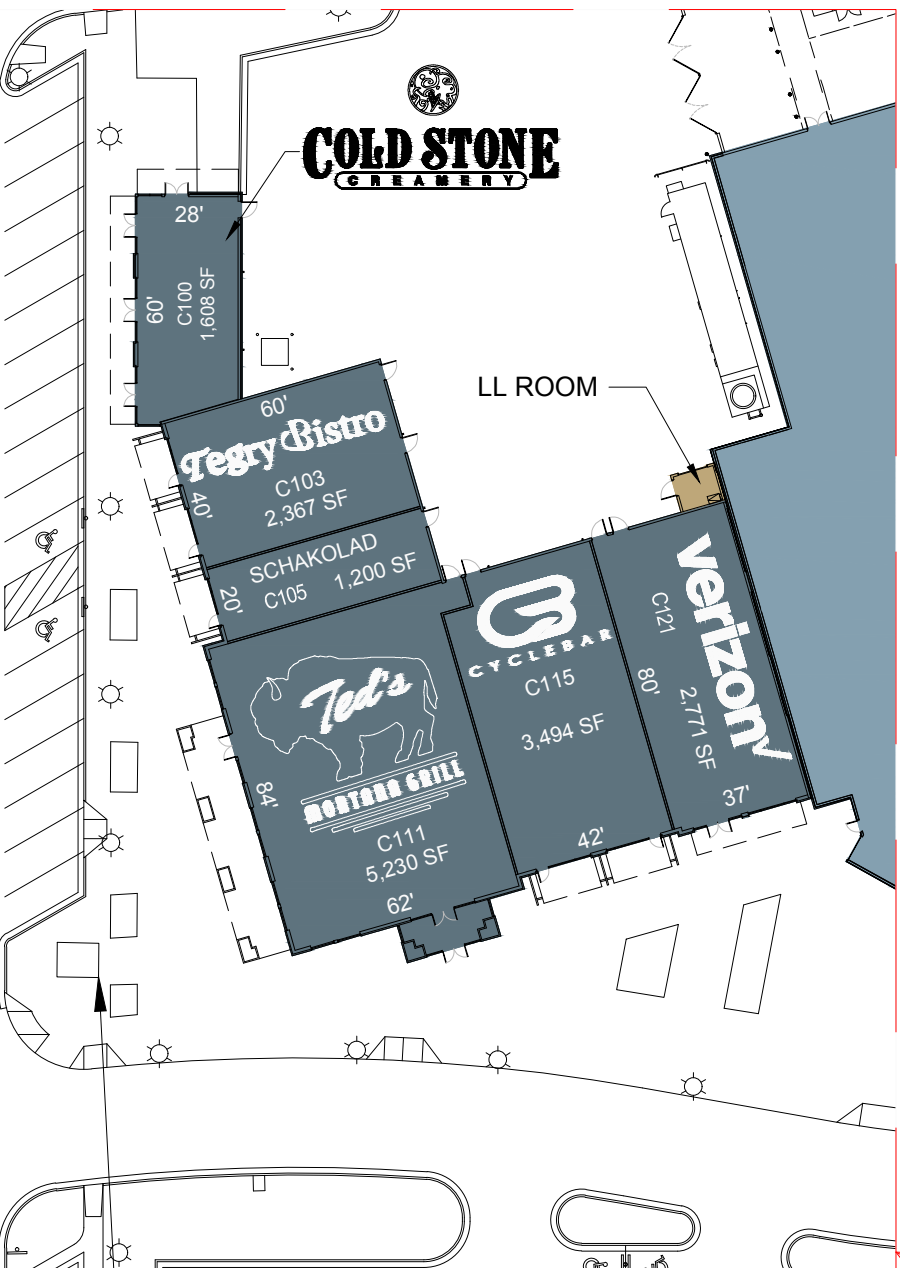 COLD STONE
CREAMERY
28'
60'
C100
1,608 SF
LL ROOM
60'
Tegry Bistro
40'
C103
2,367 SF
SCHAKOLAD
20'
C105 1,200 SF
Ted's
MONTANA GRILL
84'
C111
5,230 SF
62'
CYCLEBAR
C115
3,494 SF
42'
verizon
C121
80'
2,771 SF
37'